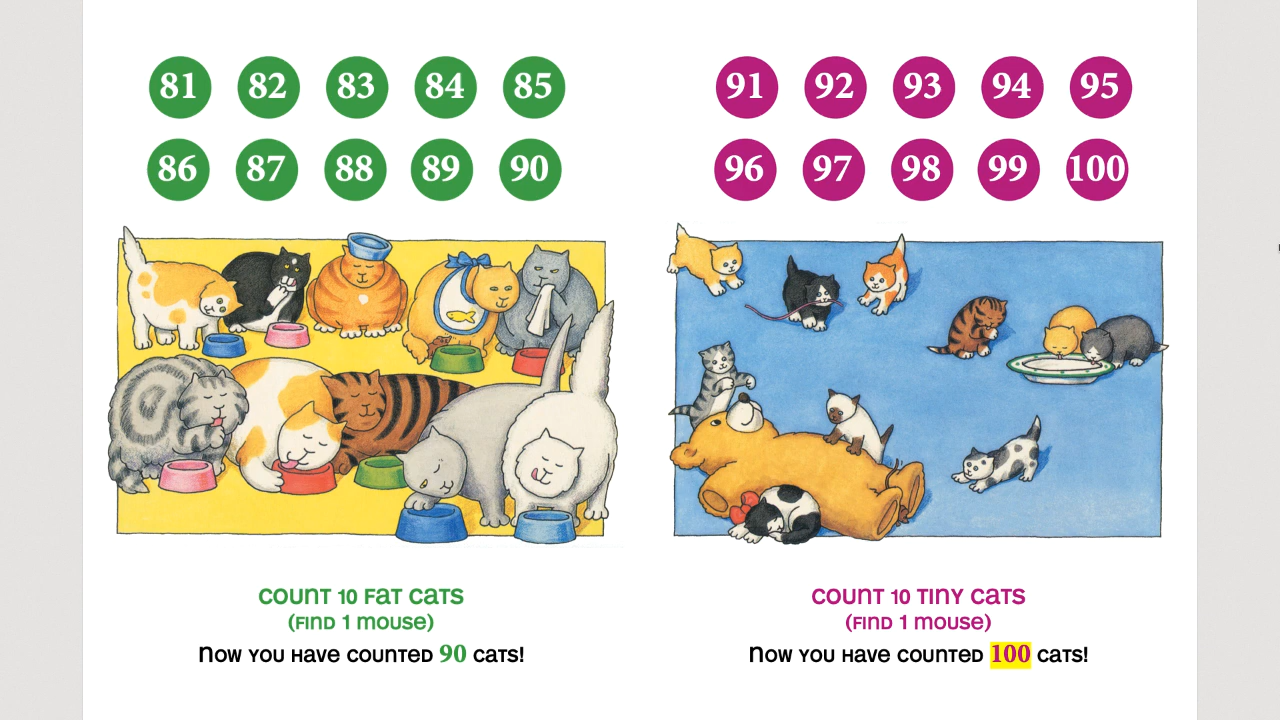 81 82 83 84 85
86 87 88 89 90
COUNT 10 FAT CATS
(FIND 1 MOUSE)
NOW YOU HAVE COUNTED 90 CATS!
91 92 93 94 95
96 97 98 99 100
COUNT 10 TINY CATS
(FIND 1 MOUSE)
NOW YOU HAVE COUNTED 100 CATS!